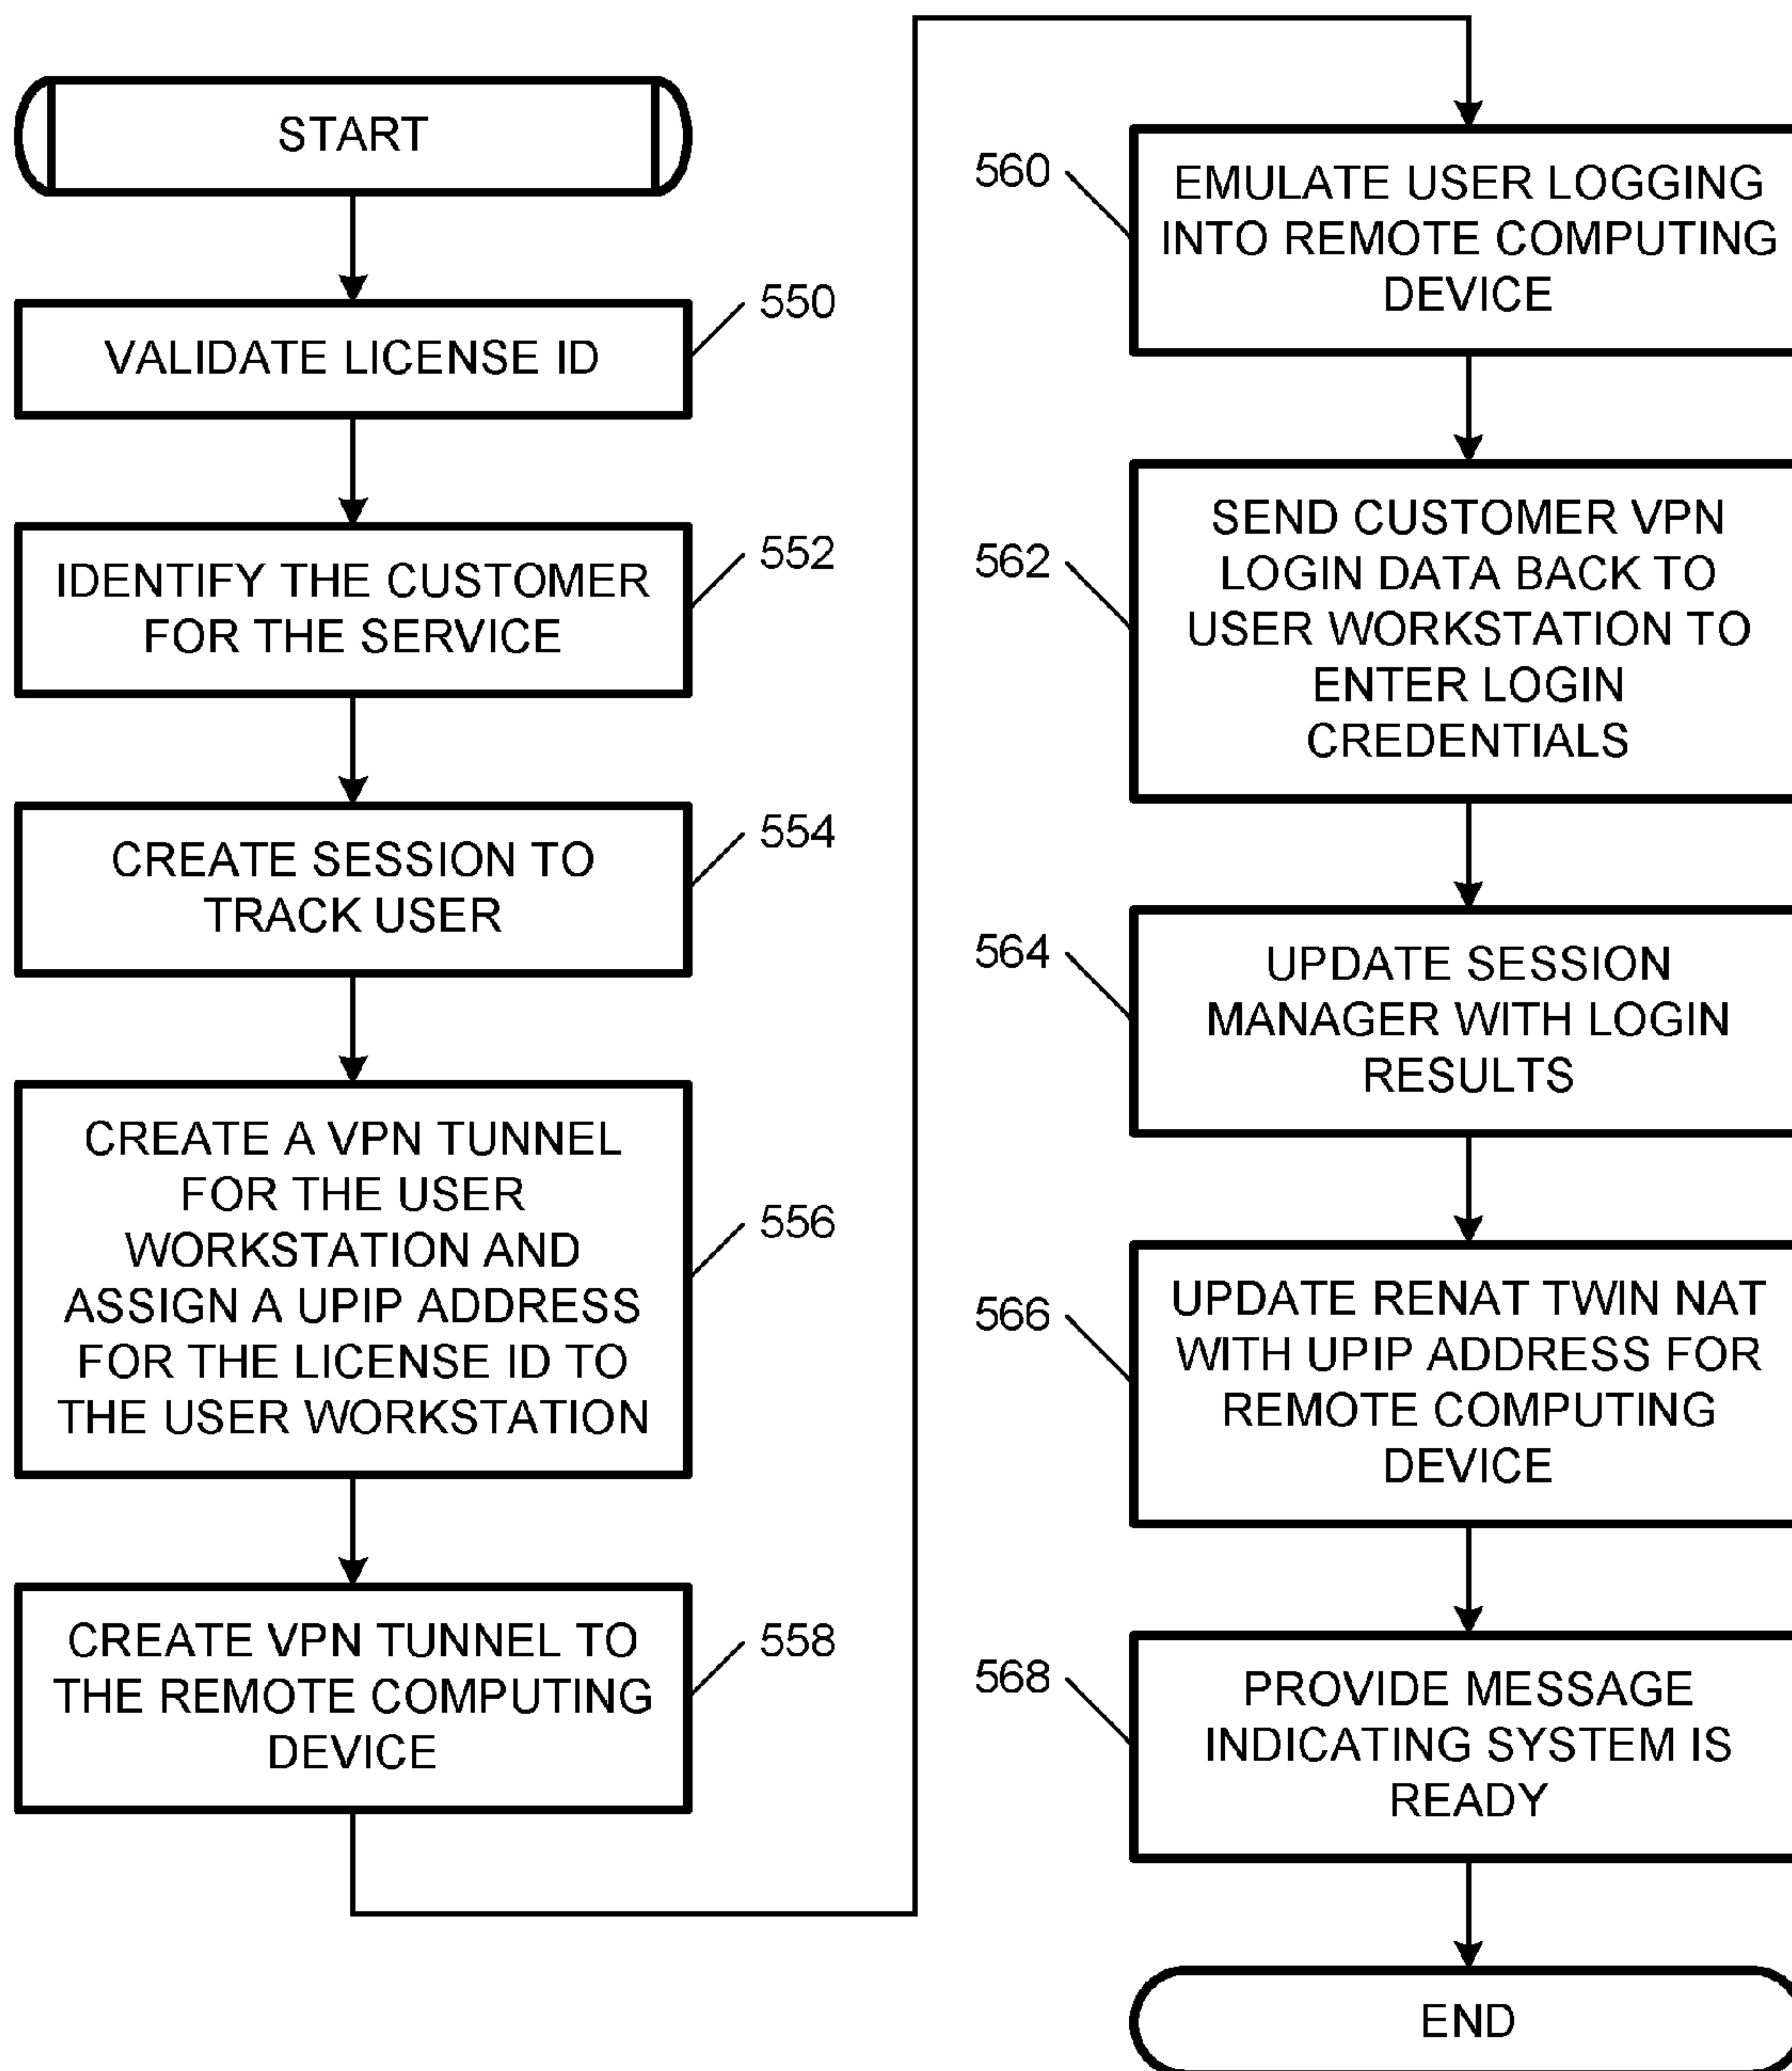 START
VALIDATE LICENSE ID
550
IDENTIFY THE CUSTOMER
FOR THE SERVICE
552
CREATE SESSION TO
TRACK USER
554
CREATE A VPN TUNNEL
FOR THE USER
WORKSTATION AND
ASSIGN A UPIP ADDRESS
FOR THE LICENSE ID TO
THE USER WORKSTATION
556
CREATE VPN TUNNEL TO
THE REMOTE COMPUTING
DEVICE
558
560
EMULATE USER LOGGING
INTO REMOTE COMPUTING
DEVICE
562
SEND CUSTOMER VPN
LOGIN DATA BACK TO
USER WORKSTATION TO
ENTER LOGIN
CREDENTIALS
564
UPDATE SESSION
MANAGER WITH LOGIN
RESULTS
566
UPDATE RENAT TWIN NAT
WITH UPIP ADDRESS FOR
REMOTE COMPUTING
DEVICE
568
PROVIDE MESSAGE
INDICATING SYSTEM IS
READY
END